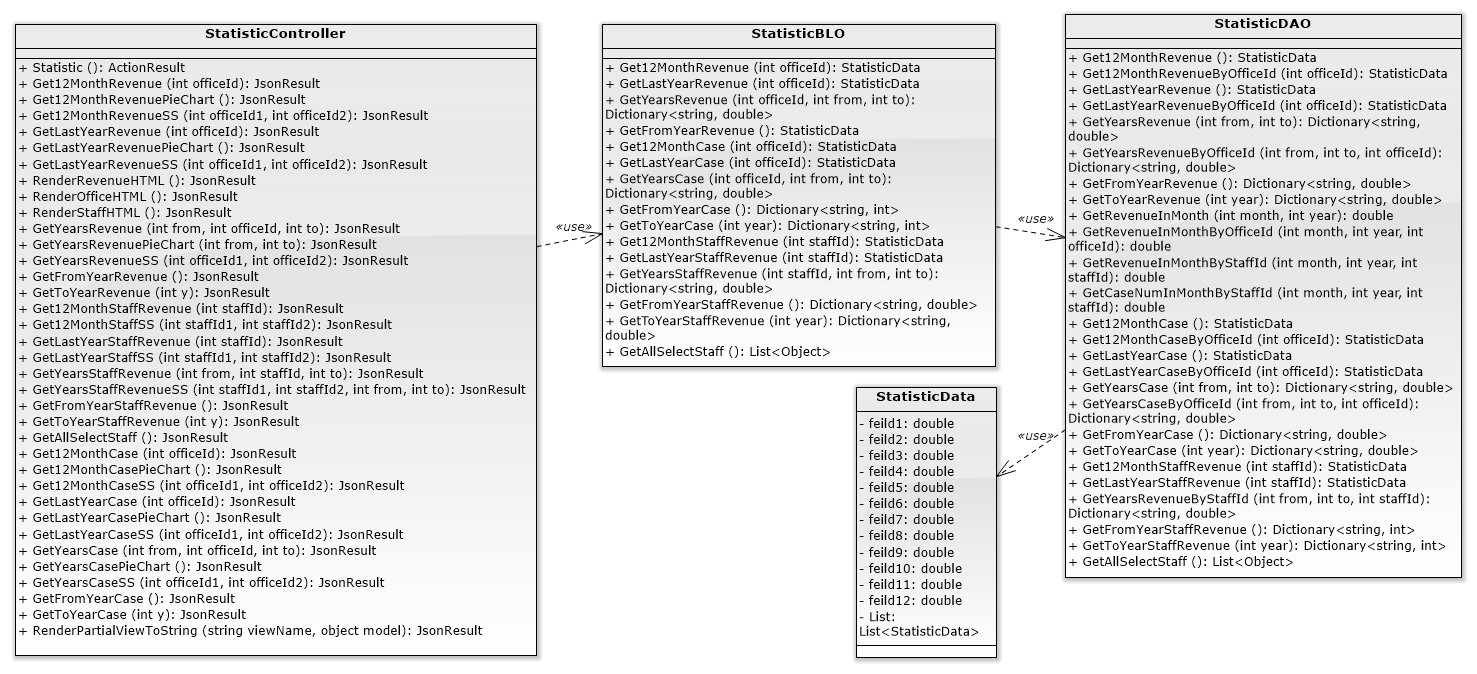 StatisticController
+ Statistic (): ActionResult
+ Get12MonthRevenue (int officeId): JsonResult
+ Get12MonthRevenuePieChart (): JsonResult
+ Get12MonthRevenueSS (int officeId1, int officeId2): JsonResult
+ GetLastYearRevenue (int officeId): JsonResult
+ GetLastYearRevenuePieChart (): JsonResult
+ GetLastYearRevenueSS (int officeId1, int officeId2): JsonResult
+ RenderRevenueHTML (): JsonResult
+ RenderOfficeHTML (): JsonResult
+ RenderStaffHTML (): JsonResult
+ GetYearsRevenue (int from, int officeId, int to): JsonResult
+ GetYearsRevenuePieChart (int from, int to): JsonResult
+ GetYearsRevenueSS (int officeId1, int officeId2): JsonResult
+ GetFromYearRevenue (): JsonResult
+ GetToYearRevenue (int y): JsonResult
+ Get12MonthStaffRevenue (int staffId): JsonResult
+ Get12MonthStaffSS (int staffId1, int staffId2): JsonResult
+ GetLastYearStaffRevenue (int staffId): JsonResult
+ GetLastYearStaffSS (int staffId1, int staffId2): JsonResult
+ GetYearsStaffRevenue (int from, int staffId, int to): JsonResult
+ GetYearsStaffRevenueSS (int staffId1, int staffId2, int from, int to): JsonResult
+ GetFromYearStaffRevenue (): JsonResult
+ GetToYearStaffRevenue (int y): JsonResult
+ GetAllSelectStaff (): JsonResult
+ Get12MonthCase (int officeId): JsonResult
+ Get12MonthCasePieChart (): JsonResult
+ Get12MonthCaseSS (int officeId1, int officeId2): JsonResult
+ GetLastYearCase (int officeId): JsonResult
+ GetLastYearCasePieChart (): JsonResult
+ GetLastYearCaseSS (int officeId1, int officeId2): JsonResult
+ GetYearsCase (int from, int officeId, int to): JsonResult
+ GetYearsCasePieChart (): JsonResult
+ GetYearsCaseSS (int officeId1, int officeId2): JsonResult
+ GetFromYearCase (): JsonResult
+ GetToYearCase (int y): JsonResult
+ RenderPartialViewToString (string viewName, object model): JsonResult
«use»
StatisticBLO
+ Get12MonthRevenue (int officeId): StatisticData
+ GetLastYearRevenue (int officeId): StatisticData
+ GetYearsRevenue (int officeId, int from, int to):
Dictionary<string, double>
+ GetFromYearRevenue (): StatisticData
+ Get12MonthCase (int officeId): StatisticData
+ GetLastYearCase (int officeId): StatisticData
+ GetYearsCase (int officeId, int from, int to):
Dictionary<string, double>
+ GetFromYearCase (): Dictionary<string, int>
+ GetToYearCase (int year): Dictionary<string, int>
+ Get12MonthStaffRevenue (int staffId): StatisticData
+ GetLastYearStaffRevenue (int staffId): StatisticData
+ GetYearsStaffRevenue (int staffId, int from, int to):
Dictionary<string, double>
+ GetFromYearStaffRevenue (): Dictionary<string, double>
+ GetToYearStaffRevenue (int year): Dictionary<string,
double>
+ GetAllSelectStaff (): List<Object>
«use»
StatisticDAO
+ Get12MonthRevenue (): StatisticData
+ Get12MonthRevenueByOfficeId (int officeId): StatisticData
+ GetLastYearRevenue (): StatisticData
+ GetLastYearRevenueByOfficeId (int officeId): StatisticData
+ GetYearsRevenue (int from, int to): Dictionary<string,
double>
+ GetYearsRevenueByOfficeId (int from, int to, int officeId):
Dictionary<string, double>
+ GetFromYearRevenue (): Dictionary<string, double>
+ GetToYearRevenue (int year): Dictionary<string, double>
+ GetRevenueInMonth (int month, int year): double
+ GetRevenueInMonthByOfficeId (int month, int year, int
officeId): double
+ GetRevenueInMonthByStaffId (int month, int year, int
staffId): double
+ GetCaseNumInMonthByStaffId (int month, int year, int
staffId): double
+ Get12MonthCase (): StatisticData
+ Get12MonthCaseByOfficeId (int officeId): StatisticData
+ GetLastYearCase (): StatisticData
+ GetLastYearCaseByOfficeId (int officeId): StatisticData
+ GetYearsCase (int from, int to): Dictionary<string, double>
+ GetYearsCaseByOfficeId (int from, int to, int officeId):
Dictionary<string, double>
+ GetFromYearCase (): Dictionary<string, double>
+ GetToYearCase (int year): Dictionary<string, double>
+ Get12MonthStaffRevenue (int staffId): StatisticData
+ GetLastYearStaffRevenue (int staffId): StatisticData
+ GetYearsRevenueByStaffId (int from, int to, int staffId):
Dictionary<string, double>
+ GetFromYearStaffRevenue (): Dictionary<string, int>
+ GetToYearStaffRevenue (int year): Dictionary<string, int>
+ GetAllSelectStaff (): List<Object>
«use»
StatisticData
- feild1: double
- feild2: double
- feild3: double
- feild4: double
- feild5: double
- feild6: double
- feild7: double
- feild8: double
- feild9: double
- feild10: double
- feild11: double
- feild12: double
- List:
List<StatisticData>